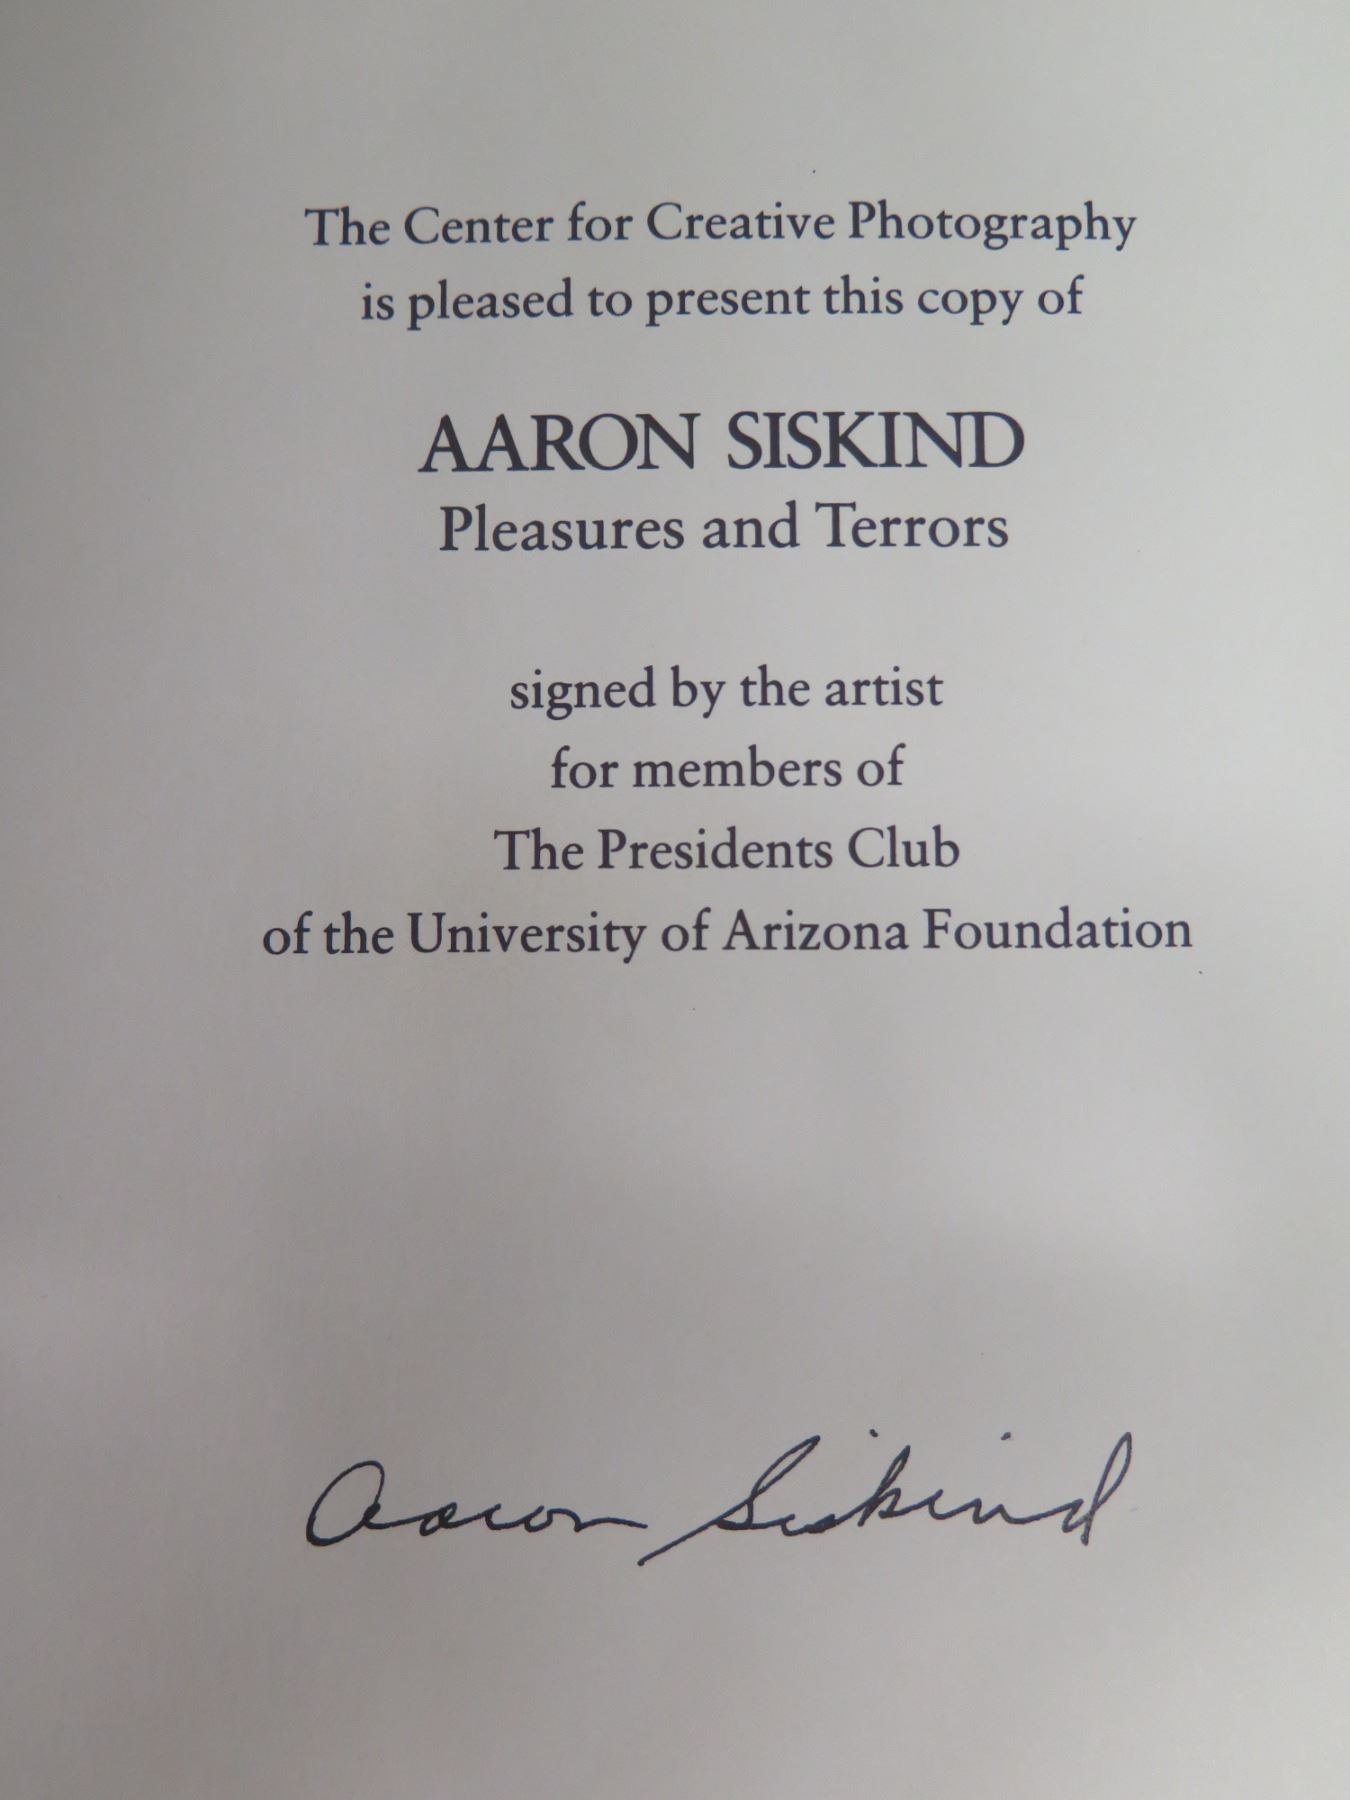 The Center for Creative Photography
is pleased to present this copy of
AARON SISKIND
Pleasures and Terrors
signed by the artist
for members of
The Presidents Club
of the University of Arizona Foundation
Aaron Siskind